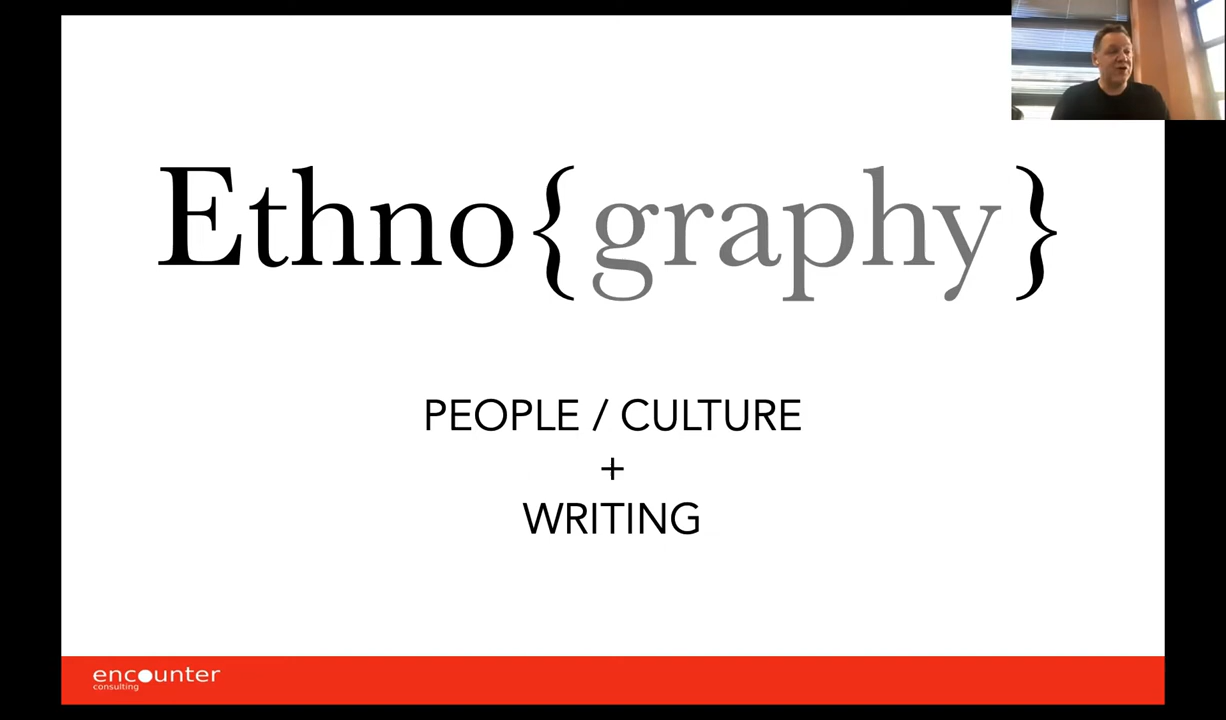 Ethno{graphy}
PEOPLE / CULTURE
+
WRITING
encounter
consulting